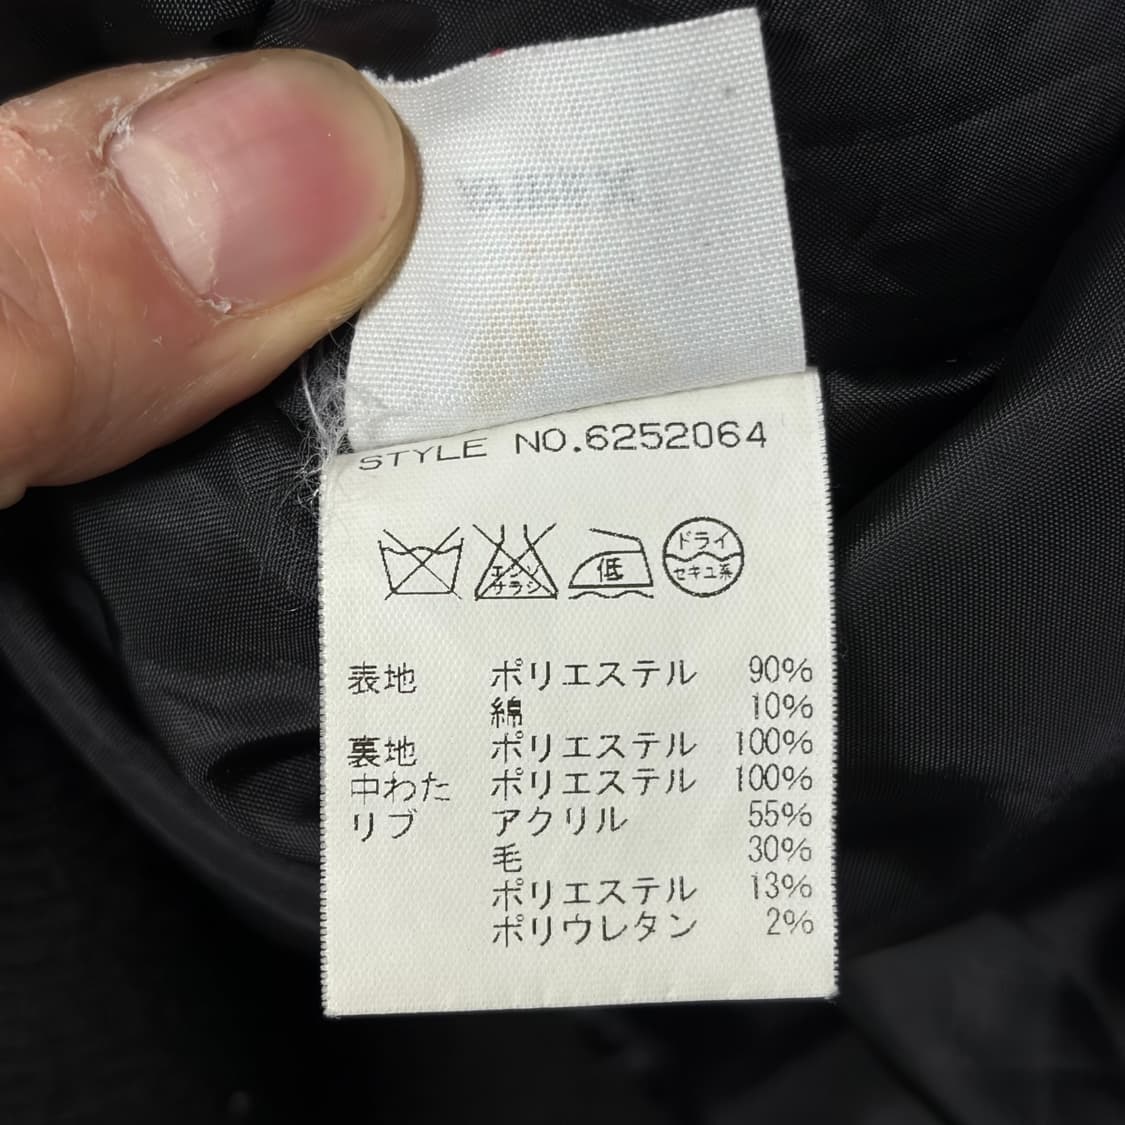 STYLE NO.6252064
エンソ
サラシ
低
ドライ
セキユ系
表地 ポリエステル 90%
綿 10%
裏地 ポリエステル 100%
中わた ポリエステル 100%
リブ アクリル 55%
毛 30%
ポリエステル 13%
ポリウレタン 2%